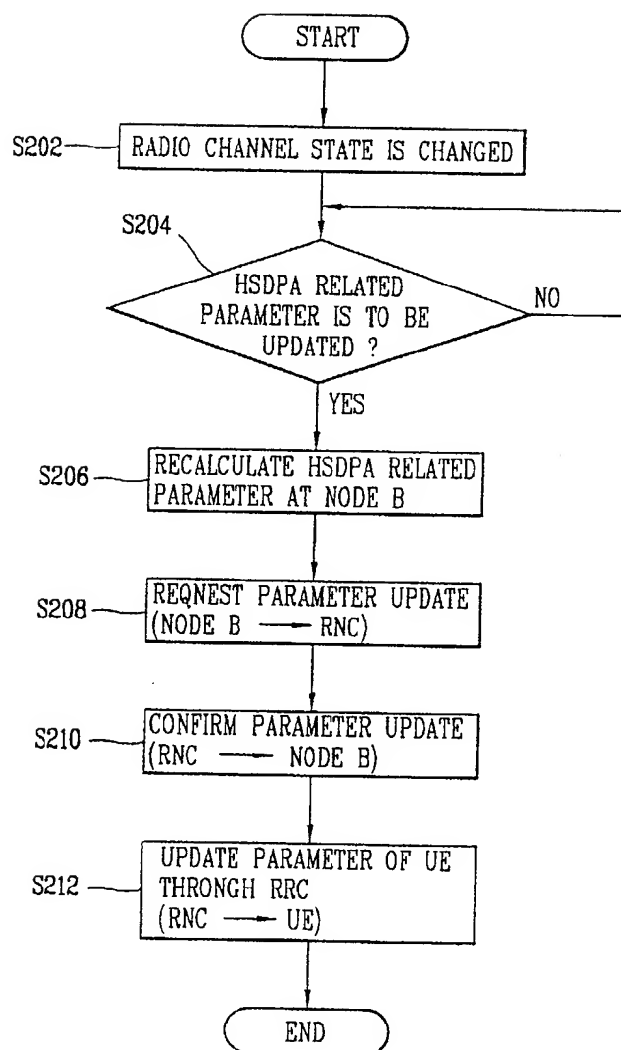 START
S202
RADIO CHANNEL STATE IS CHANGED
S204
HSDPA RELATED
PARAMETER IS TO BE
UPDATED ?
NO
YES
S206
RECALCULATE HSDPA RELATED
PARAMETER AT NODE B
S208
REQNEST PARAMETER UPDATE
(NODE B → RNC)
S210
CONFIRM PARAMETER UPDATE
(RNC → NODE B)
S212
UPDATE PARAMETER OF UE
THRONGH RRC
(RNC → UE)
END